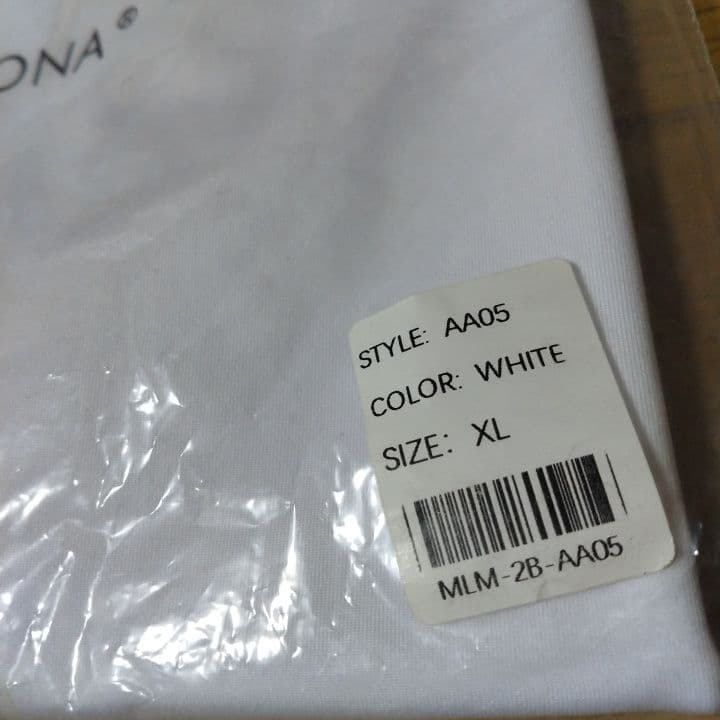 ONA®
STYLE: AA05
COLOR: WHITE
SIZE: XL
MLM-2B-AA05